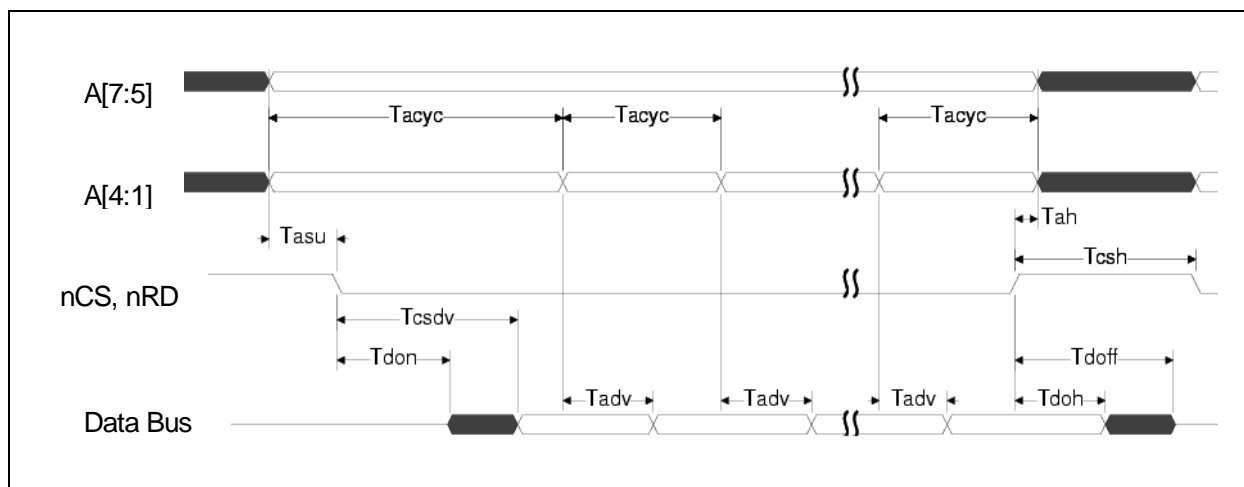 A[7:5]
Tacyc Tacyc Tacyc
A[4:1]
Tah
Tasu
Tcsh
nCS, nRD
Tcsdv
Tdon Tdoff
Tadv Tadv Tadv Tdoh
Data Bus